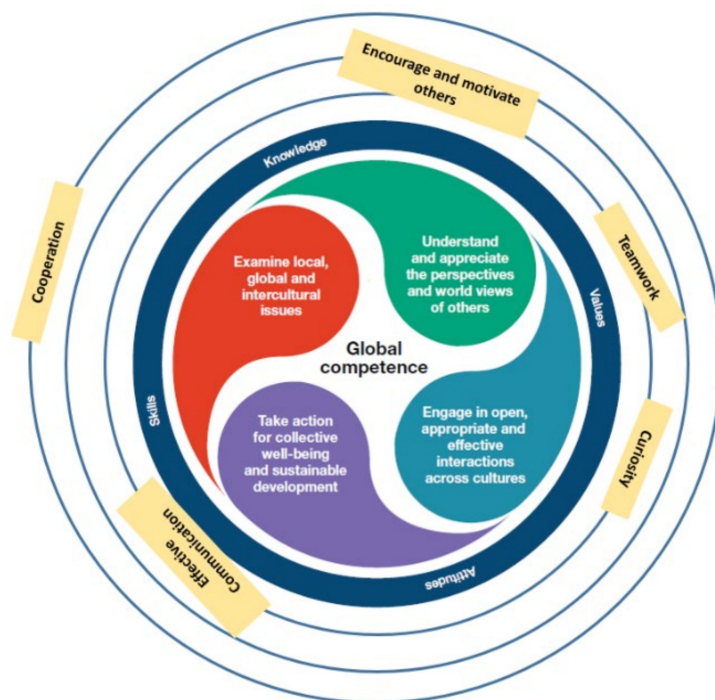 Encourage and motivate
others
Cooperation
Knowledge
Teamwork
Values
Examine local,
global and
intercultural
issues
Understand
and appreciate
the perspectives
and world views
of others
Global
competence
Skills
Take action
for collective
well-being
and sustainable
development
Engage in open,
appropriate and
effective
interactions
across cultures
Curiosity
Effective
Communication
Attitudes